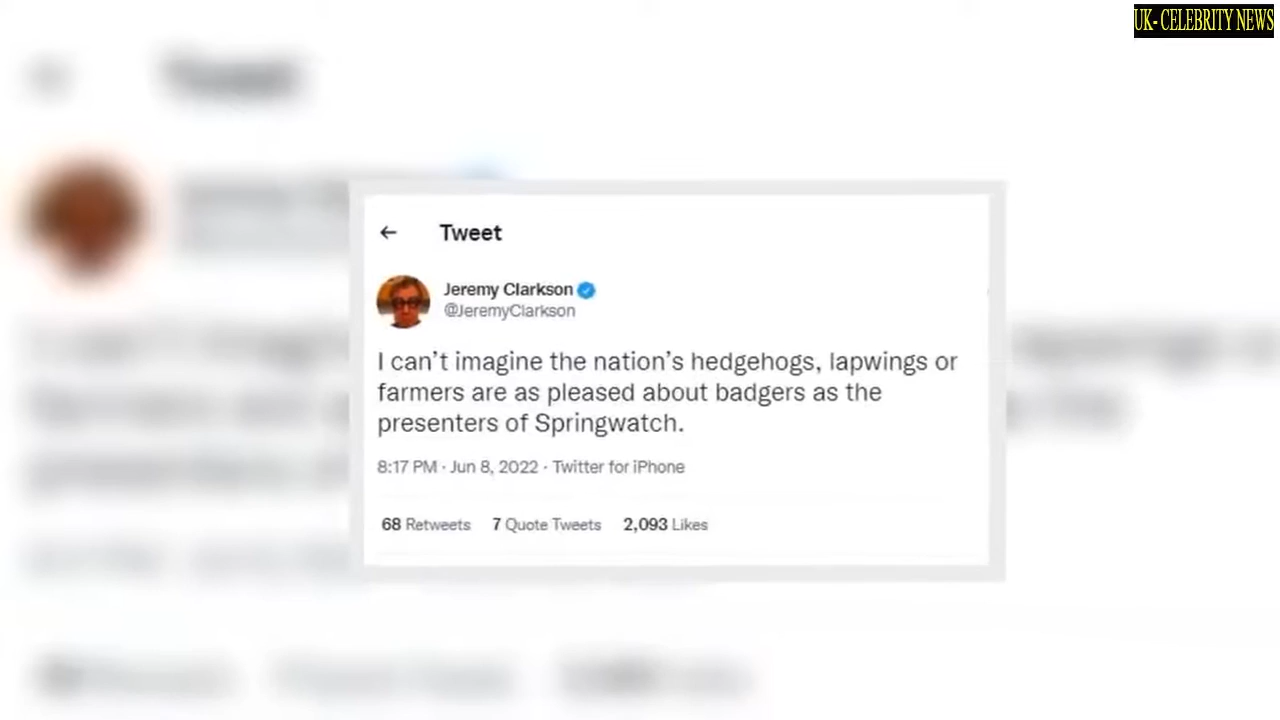 UK- CELEBRITY NEWS
Tweet
Tweet
Jeremy Clarkson
@JeremyClarkson
I can't imagine the nation's hedgehogs, lapwings or
farmers are as pleased about badgers as the
presenters of Springwatch.
8:17 PM · Jun 8, 2022 · Twitter for iPhone
68 Retweets 7 Quote Tweets 2,093 Likes